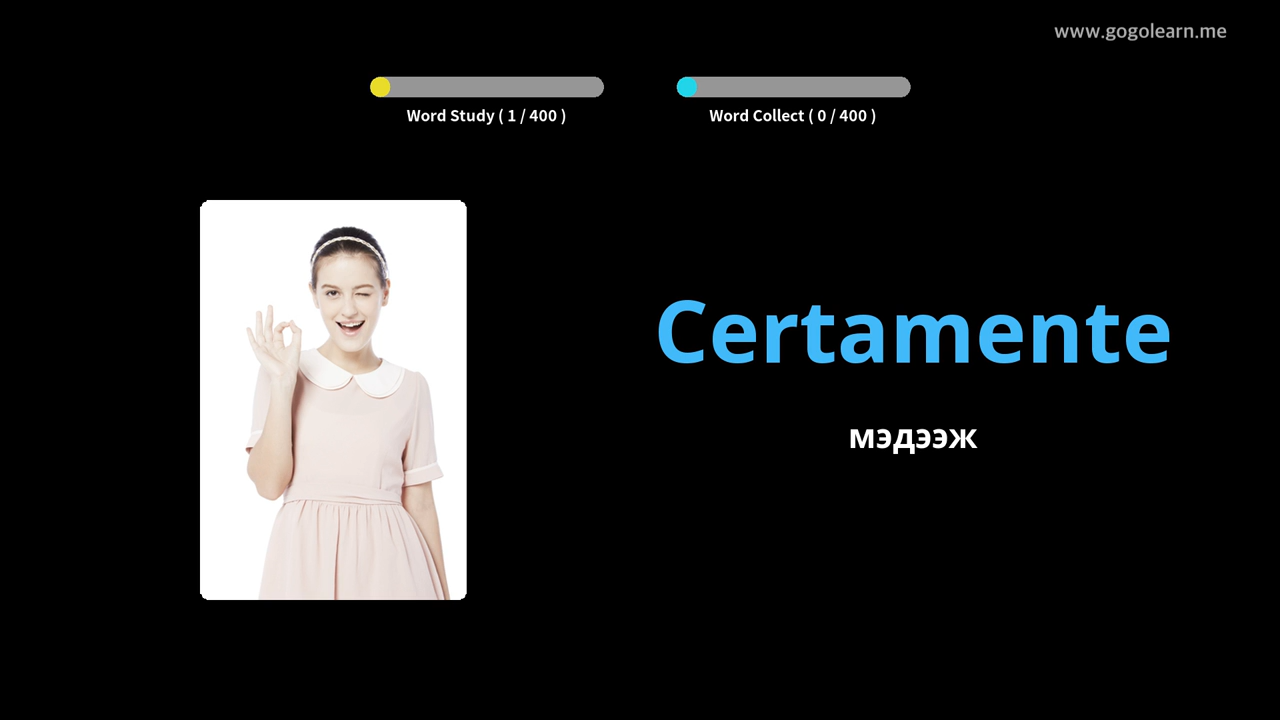 www.gogolearn.me
Word Study ( 1 / 400 )
Word Collect ( 0 / 400 )
Certamente
мэдээж